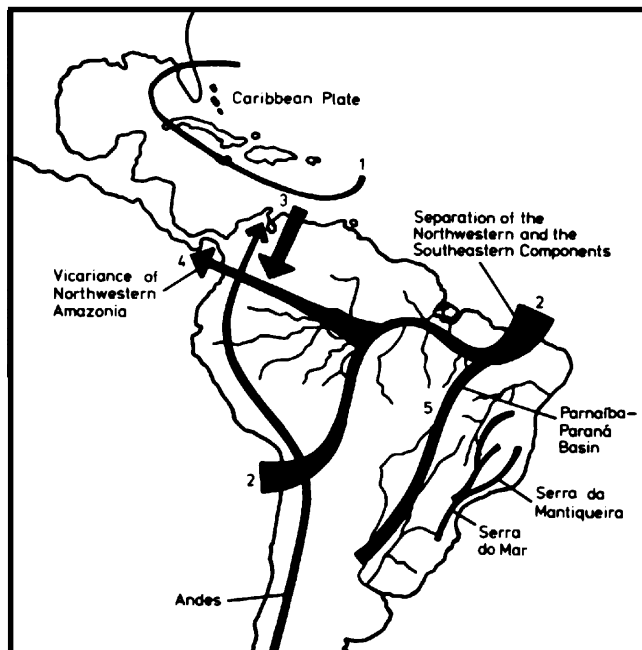 Caribbean Plate
1
3
Separation of the
Northwestern and the
Southeastern Components
4
Vicariance of
Northwestern
Amazonia
2
5
Parnaíba-
Paraná
Basin
2
Serra da
Mantiqueira
Serra
do Mar
Andes